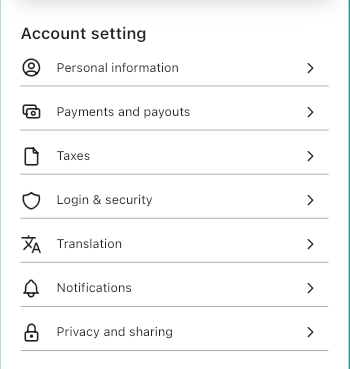 Account setting
Personal information
Payments and payouts
Taxes
Login & security
Translation
Notifications
Privacy and sharing